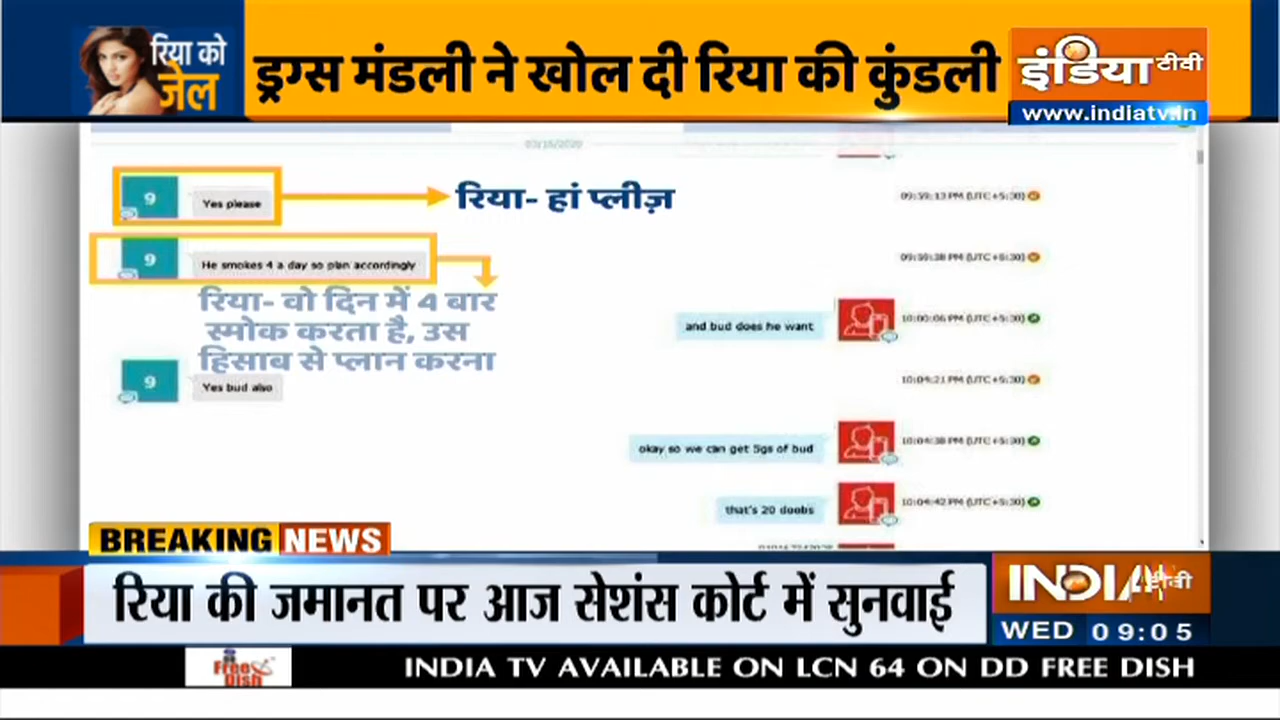 रिया को
जेल
ड्रग्स मंडली ने खोल दी रिया की कुंडली
इंडिया टीवी
www.indiatv.in
03/16/2020
9
Yes please
रिया- हां प्लीज़
09:59:13 PM (UTC+5:30)
9
He smokes 4 a day so plan accordingly
09:59:38 PM (UTC+5:30)
रिया- वो दिन में 4 बार
स्मोक करता है, उस
हिसाब से प्लान करना
and bud does he want
10:00:06 PM (UTC+5:30)
9
Yes bud also
10:04:21 PM (UTC+5:30)
okay so we can get 5gs of bud
10:04:38 PM (UTC+5:30)
that's 20 doobs
10:04:42 PM (UTC+5:30)
BREAKING NEWS
रिया की जमानत पर आज सेशंस कोर्ट में सुनवाई
INDIA टीवी
WED 09:05
Free Dish
INDIA TV AVAILABLE ON LCN 64 ON DD FREE DISH